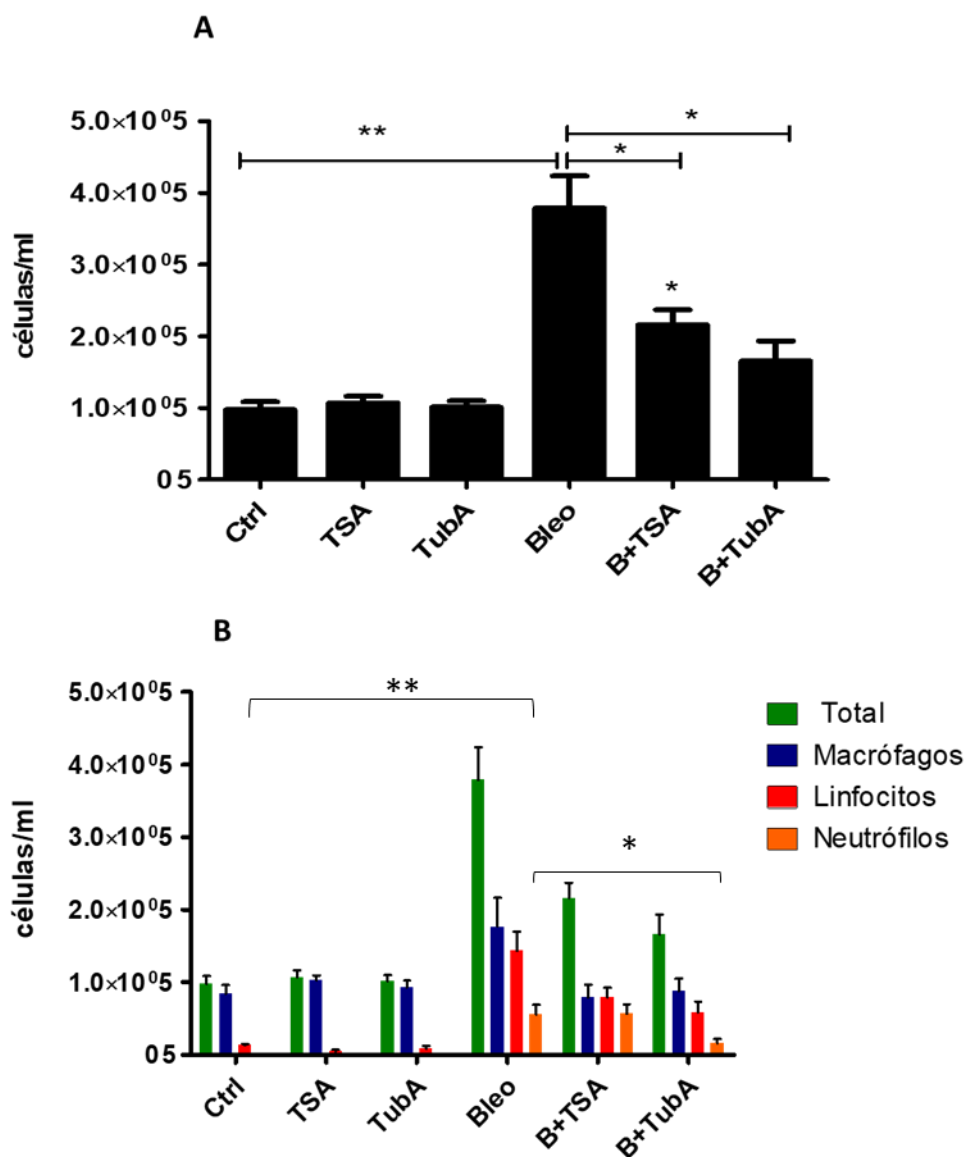 A
células/ml
5.0×10⁰⁵
4.0×10⁰⁵
3.0×10⁰⁵
2.0×10⁰⁵
1.0×10⁰⁵
0 5
**
*
*
*
Ctrl
TSA
TubA
Bleo
B+TSA
B+TubA
B
células/ml
5.0×10⁰⁵
4.0×10⁰⁵
3.0×10⁰⁵
2.0×10⁰⁵
1.0×10⁰⁵
0 5
**
*
Ctrl
TSA
TubA
Bleo
B+TSA
B+TubA
Total
Macrófagos
Linfocitos
Neutrófilos